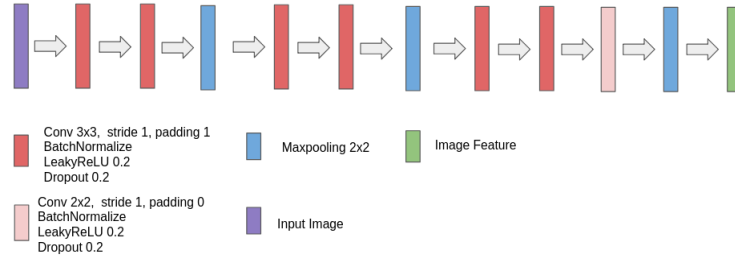 Conv 3x3, stride 1, padding 1
BatchNormalize
LeakyReLU 0.2
Dropout 0.2
Maxpooling 2x2
Image Feature
Conv 2x2, stride 1, padding 0
BatchNormalize
LeakyReLU 0.2
Dropout 0.2
Input Image